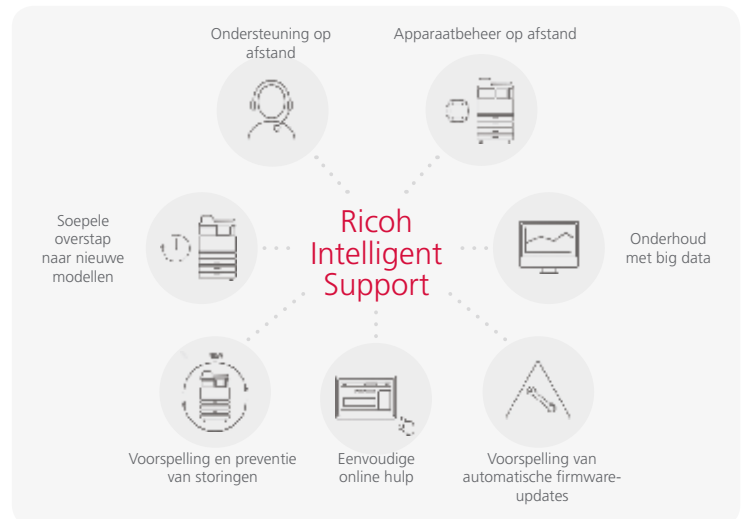 Ondersteuning op
afstand
Apparaatbeheer op afstand
Soepele
overstap
naar nieuwe
modellen
Ricoh
Intelligent
Support
Onderhoud
met big data
Voorspelling en preventie
van storingen
Eenvoudige
online hulp
Voorspelling van
automatische firmware-
updates